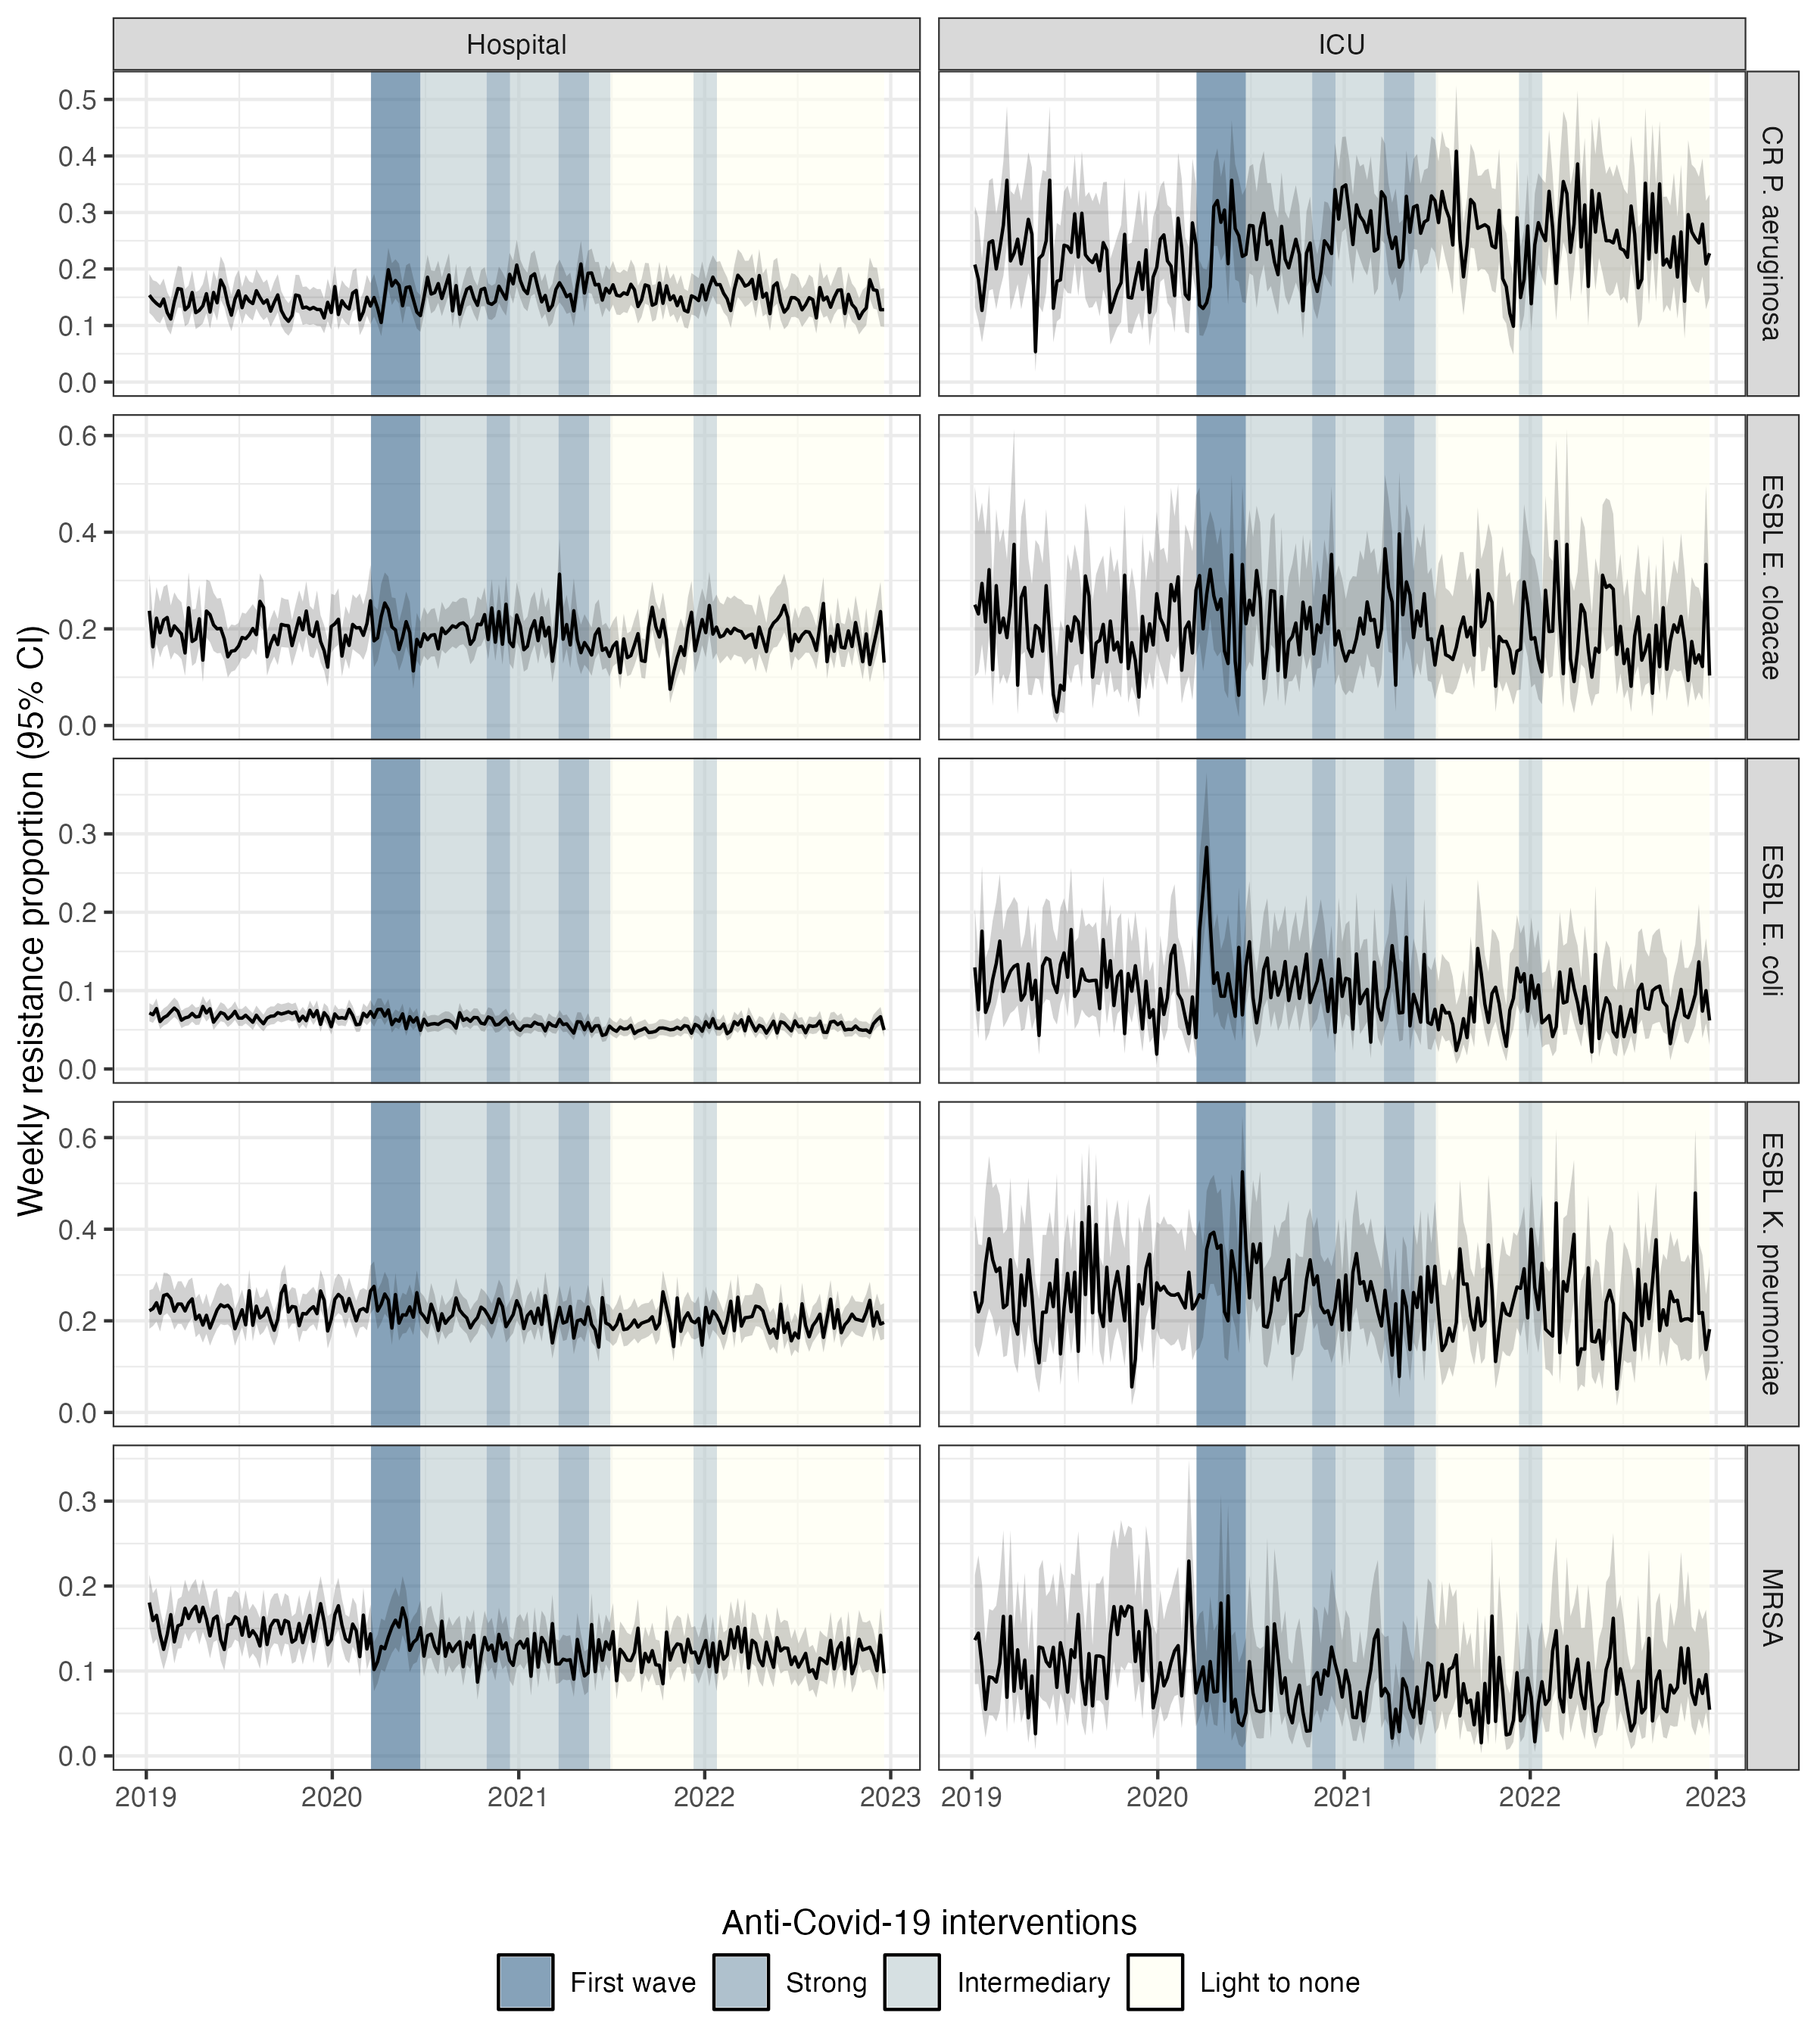 Hospital
ICU
Weekly resistance proportion (95% CI)
0.5
0.4
0.3
0.2
0.1
0.0
CR P. aeruginosa
0.6
0.4
0.2
0.0
ESBL E. cloacae
0.3
0.2
0.1
0.0
ESBL E. coli
0.6
0.4
0.2
0.0
ESBL K. pneumoniae
0.3
0.2
0.1
0.0
MRSA
2019 2020 2021 2022 2023
2019 2020 2021 2022 2023
Anti-Covid-19 interventions
First wave Strong Intermediary Light to none